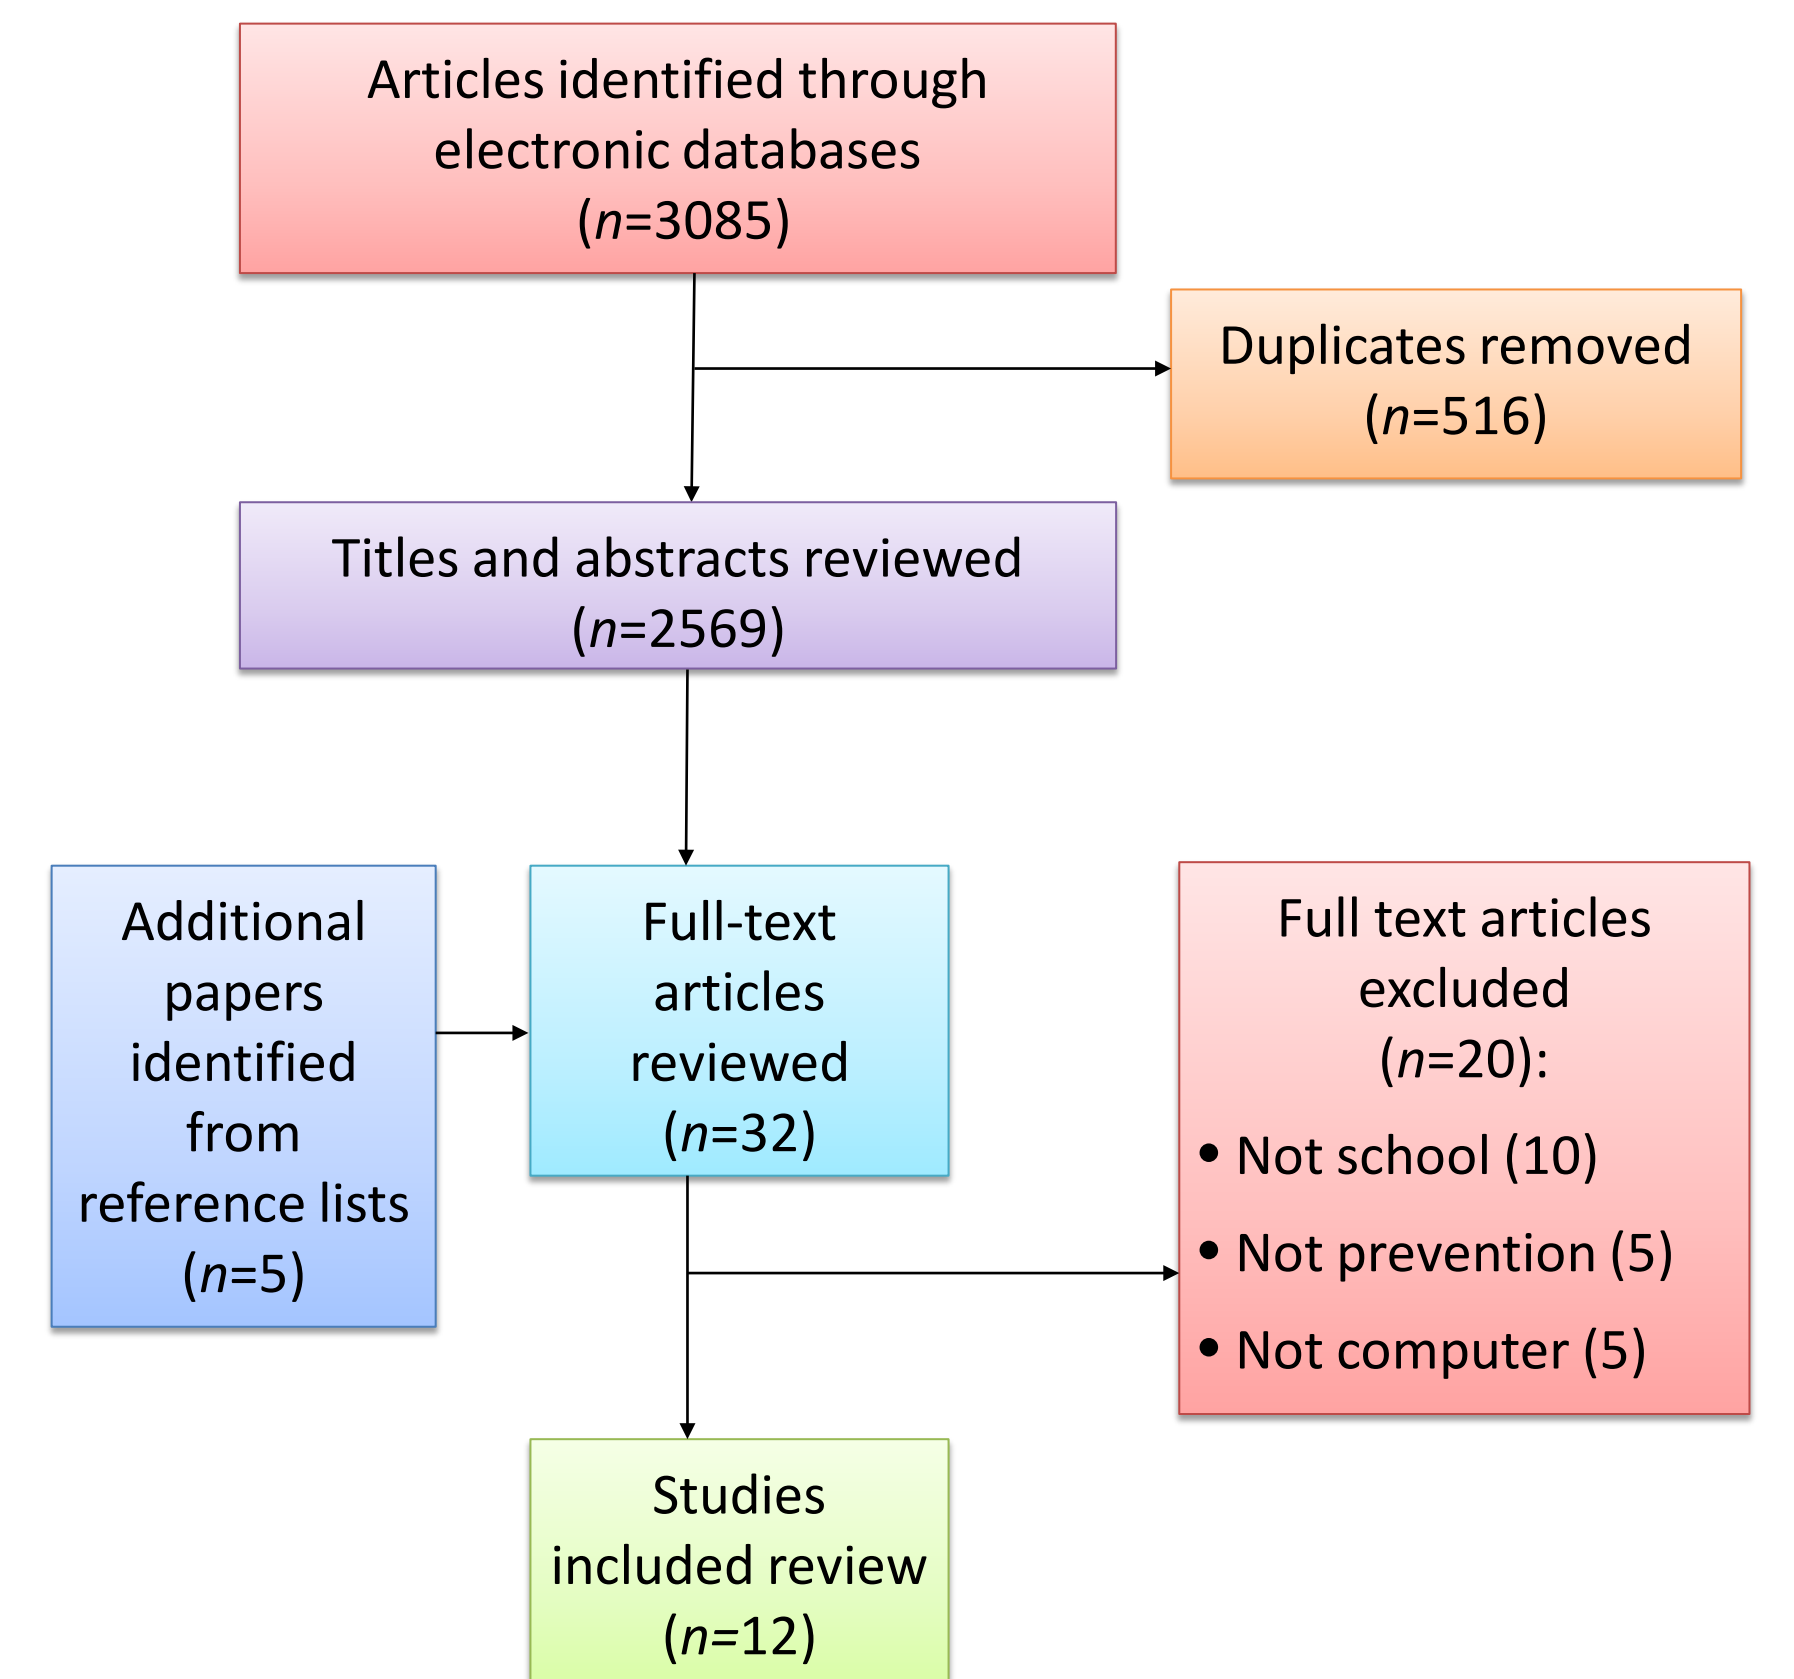 Articles identified through
electronic databases
(n=3085)
Duplicates removed
(n=516)
Titles and abstracts reviewed
(n=2569)
Additional
papers
identified
from
reference lists
(n=5)
Full-text
articles
reviewed
(n=32)
Full text articles
excluded
(n=20):
• Not school (10)
• Not prevention (5)
• Not computer (5)
Studies
included review
(n=12)